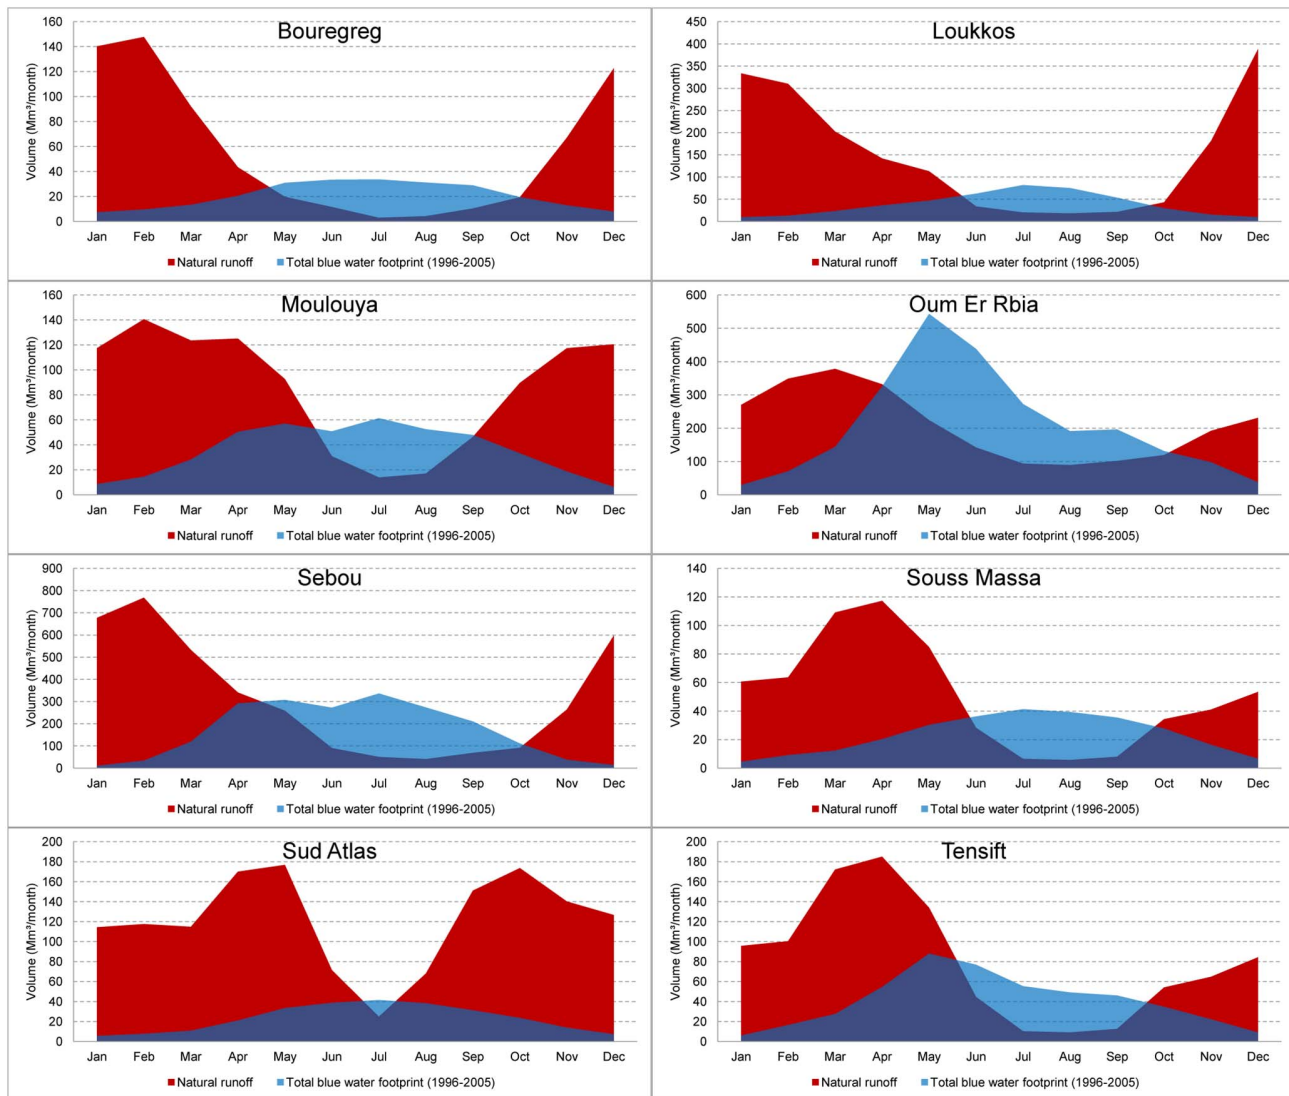 Bouregreg
Volume (Mm³/month)
160
140
120
100
80
60
40
20
0
Jan Feb Mar Apr May Jun Jul Aug Sep Oct Nov Dec
Natural runoff Total blue water footprint (1996-2005)
Loukkos
Volume (Mm³/month)
450
400
350
300
250
200
150
100
50
0
Jan Feb Mar Apr May Jun Jul Aug Sep Oct Nov Dec
Natural runoff Total blue water footprint (1996-2005)
Moulouya
Volume (Mm³/month)
160
140
120
100
80
60
40
20
0
Jan Feb Mar Apr May Jun Jul Aug Sep Oct Nov Dec
Natural runoff Total blue water footprint (1996-2005)
Oum Er Rbia
Volume (Mm³/month)
600
500
400
300
200
100
0
Jan Feb Mar Apr May Jun Jul Aug Sep Oct Nov Dec
Natural runoff Total blue water footprint (1996-2005)
Sebou
Volume (Mm³/month)
900
800
700
600
500
400
300
200
100
0
Jan Feb Mar Apr May Jun Jul Aug Sep Oct Nov Dec
Natural runoff Total blue water footprint (1996-2005)
Souss Massa
Volume (Mm³/month)
140
120
100
80
60
40
20
0
Jan Feb Mar Apr May Jun Jul Aug Sep Oct Nov Dec
Natural runoff Total blue water footprint (1996-2005)
Sud Atlas
Volume (Mm³/month)
200
180
160
140
120
100
80
60
40
20
0
Jan Feb Mar Apr May Jun Jul Aug Sep Oct Nov Dec
Natural runoff Total blue water footprint (1996-2005)
Tensift
Volume (Mm³/month)
200
180
160
140
120
100
80
60
40
20
0
Jan Feb Mar Apr May Jun Jul Aug Sep Oct Nov Dec
Natural runoff Total blue water footprint (1996-2005)